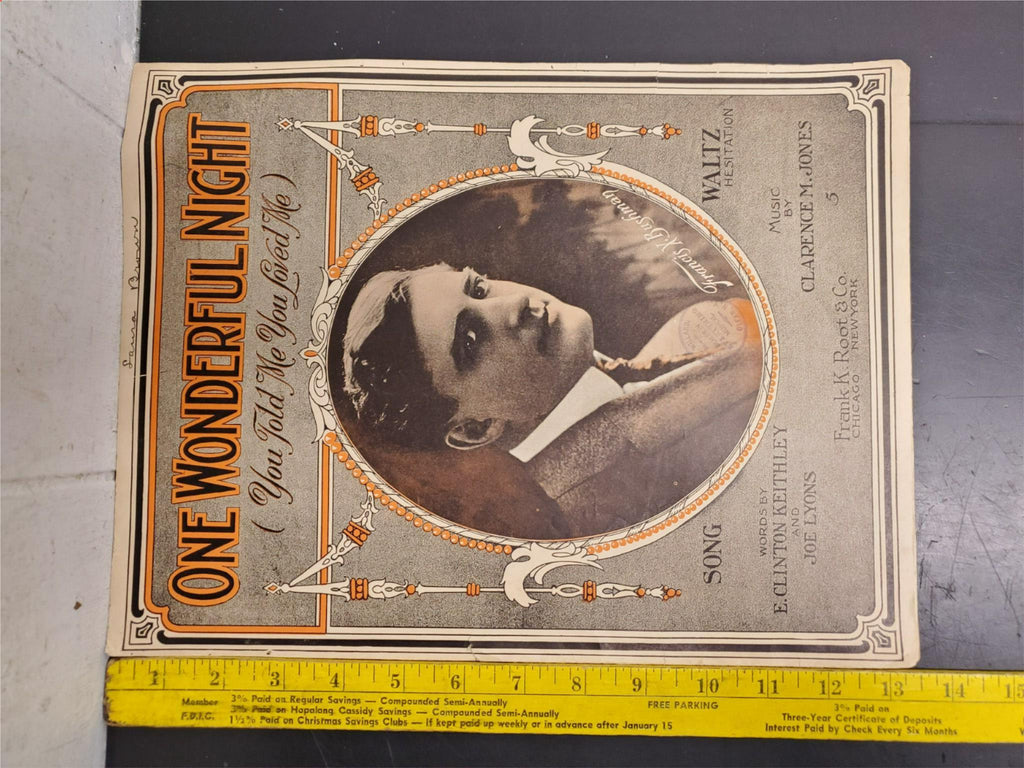 Lama Brown
ONE WONDERFUL NIGHT
(You Told Me You Loved Me)
Francis X Bushman
SONG
WALTZ
HESITATION
WORDS BY
E. CLINTON KEITHLEY
AND
JOE LYONS
MUSIC
BY
CLARENCE M. JONES
5
Frank K. Root & Co.
CHICAGO NEW YORK
1 2 3 4 5 6 7 8 9 10 11 12 13 14 15
Member
F.D.I.C.
3% Paid on Regular Savings — Compounded Semi-Annually
3% Paid on Hopalong Cassidy Savings — Compounded Semi-Annually
1½% Paid on Christmas Savings Clubs — If kept paid up weekly or in advance after January 15
FREE PARKING
3% Paid on
Three-Year Certificate of Deposits
Interest Paid by Check Every Six Months